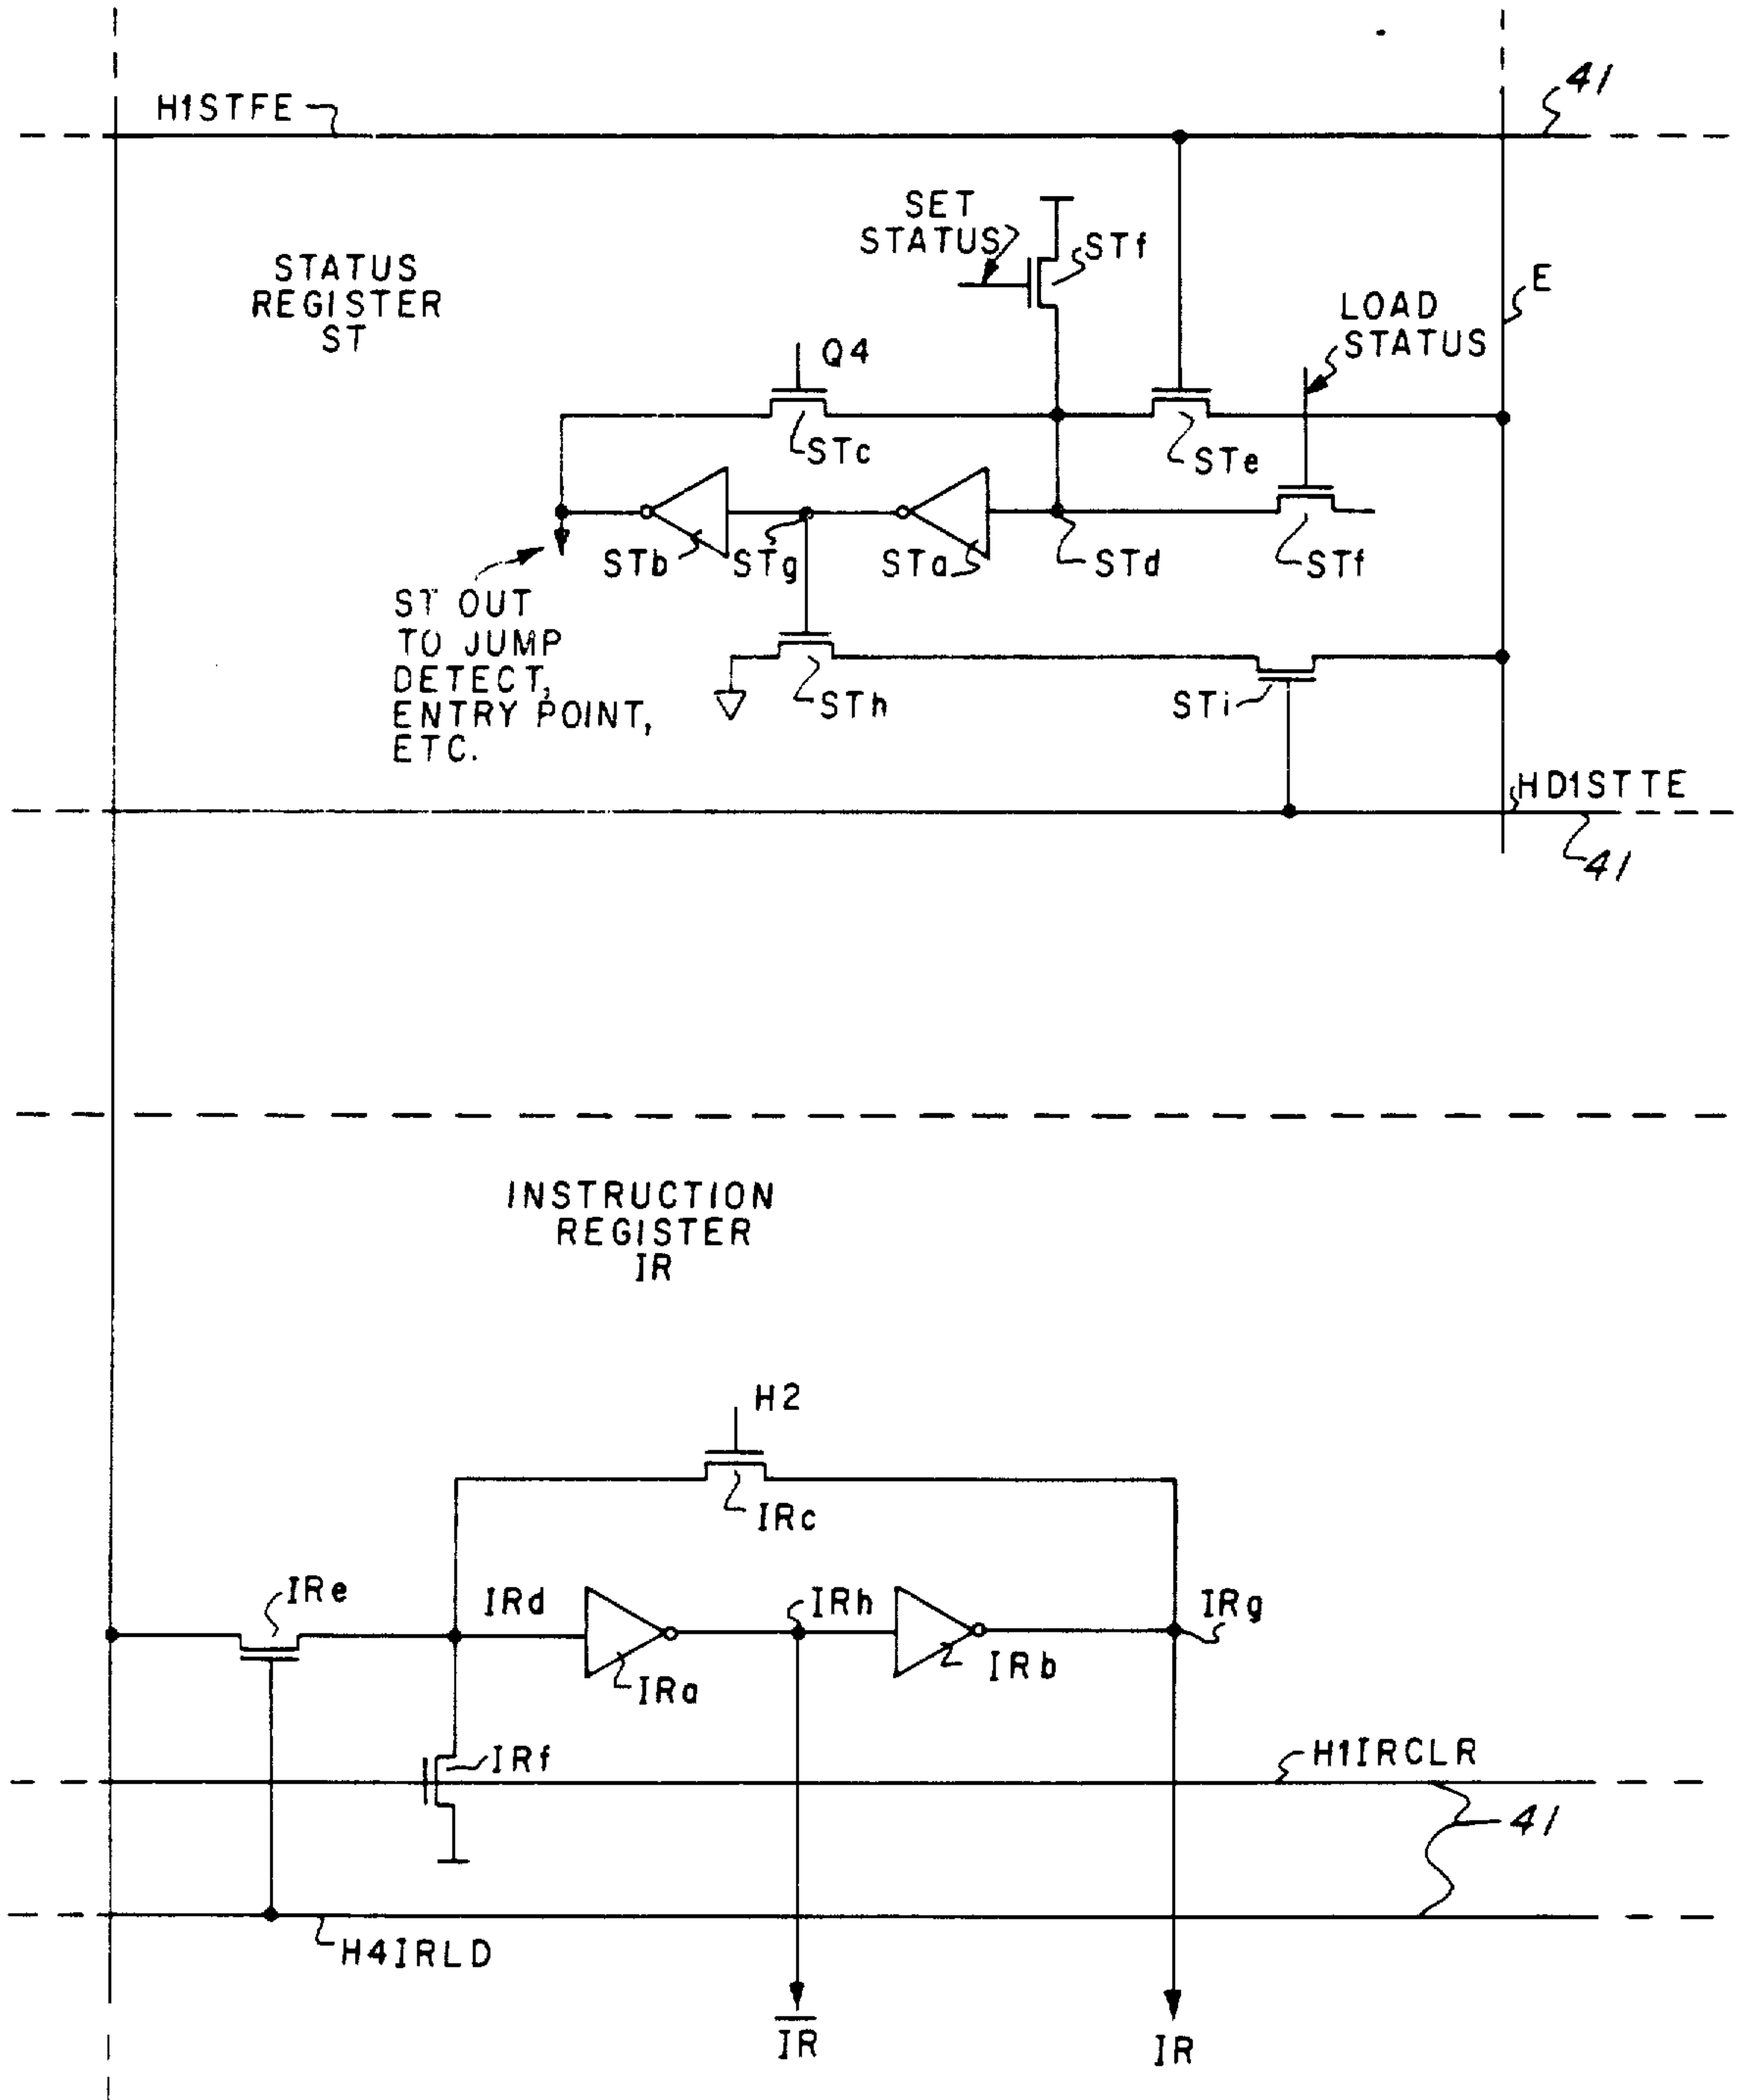 H1STFE
41
SET
STATUS
STf
STATUS
REGISTER
ST
E
LOAD
STATUS
Q4
STc
STe
STb
STg
STa
STd
STf
ST OUT
TO JUMP
DETECT,
ENTRY POINT,
ETC.
STh
STi
HD1STTE
41
INSTRUCTION
REGISTER
IR
H2
IRc
IRe
IRd
IRh
IRg
IRa
IRb
IRf
H1IRCLR
41
H4IRLD
IR
IR